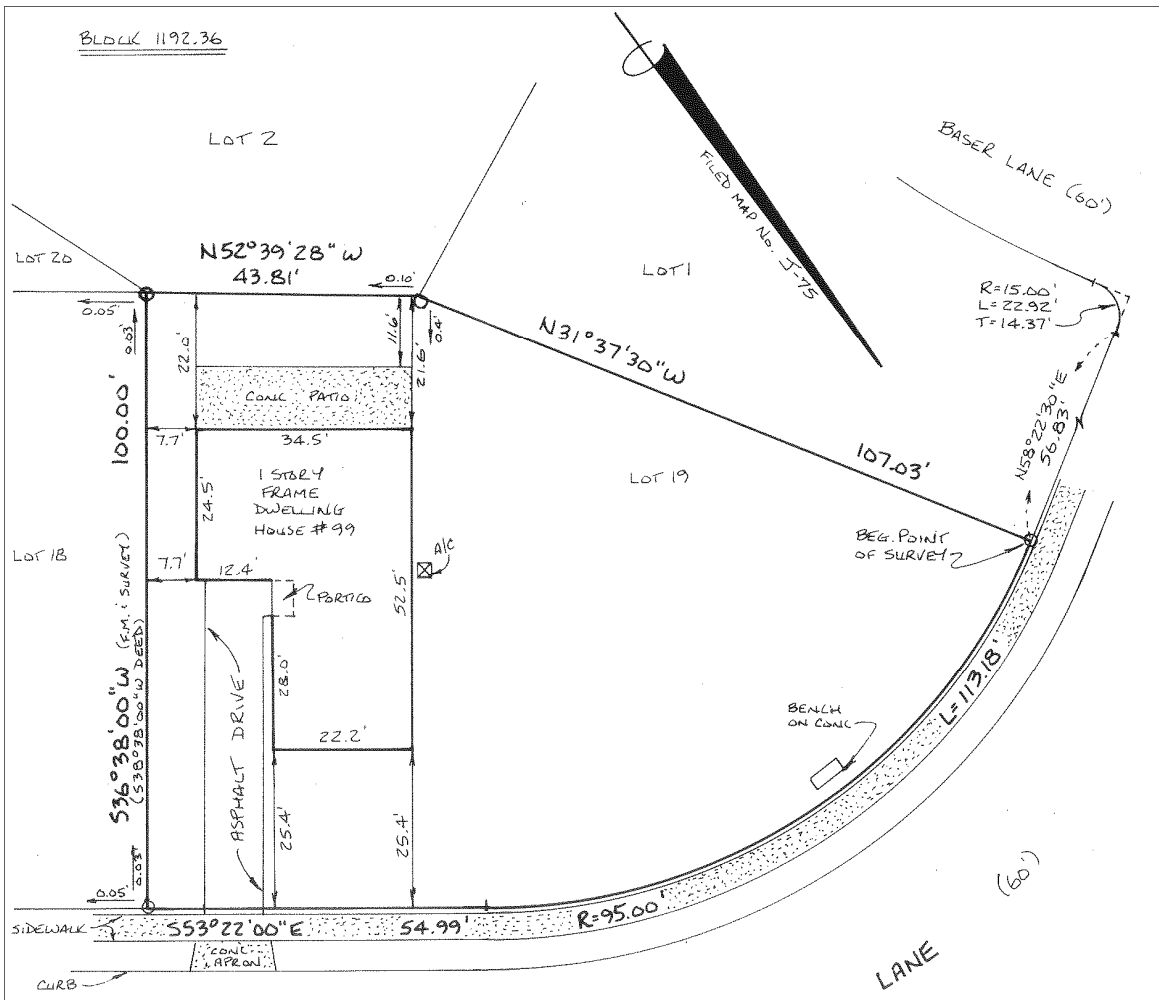 BLOCK 1192.36
LOT 2
BASER LANE (60')
FILED MAP No. J-75
LOT 20
N52°39'28"W
43.81'
0.10'
LOT 1
R=15.00'
L=22.92'
T=14.37'
0.05'
0.03'
22.0'
11.6'
0.4'
21.6'
N31°37'30"W
107.03'
CONC. PATIO
N58°22'30"E
56.83'
100.00'
7.7'
34.5'
1 STORY
FRAME
DWELLING
HOUSE #99
24.5'
LOT 19
LOT 18
BEG. POINT
OF SURVEY
A/C
7.7'
12.4'
PORTICO
52.5'
S36°38'00"W (F.M. & SURVEY)
(S38°38'00"W DEED)
28.0'
ASPHALT DRIVE
22.2'
BENCH
ON CONC
L=113.18'
25.4'
25.4'
0.03'
0.05'
(60')
SIDEWALK
S53°22'00"E
54.99'
R=95.00'
CONC.
APRON
CURB
LANE